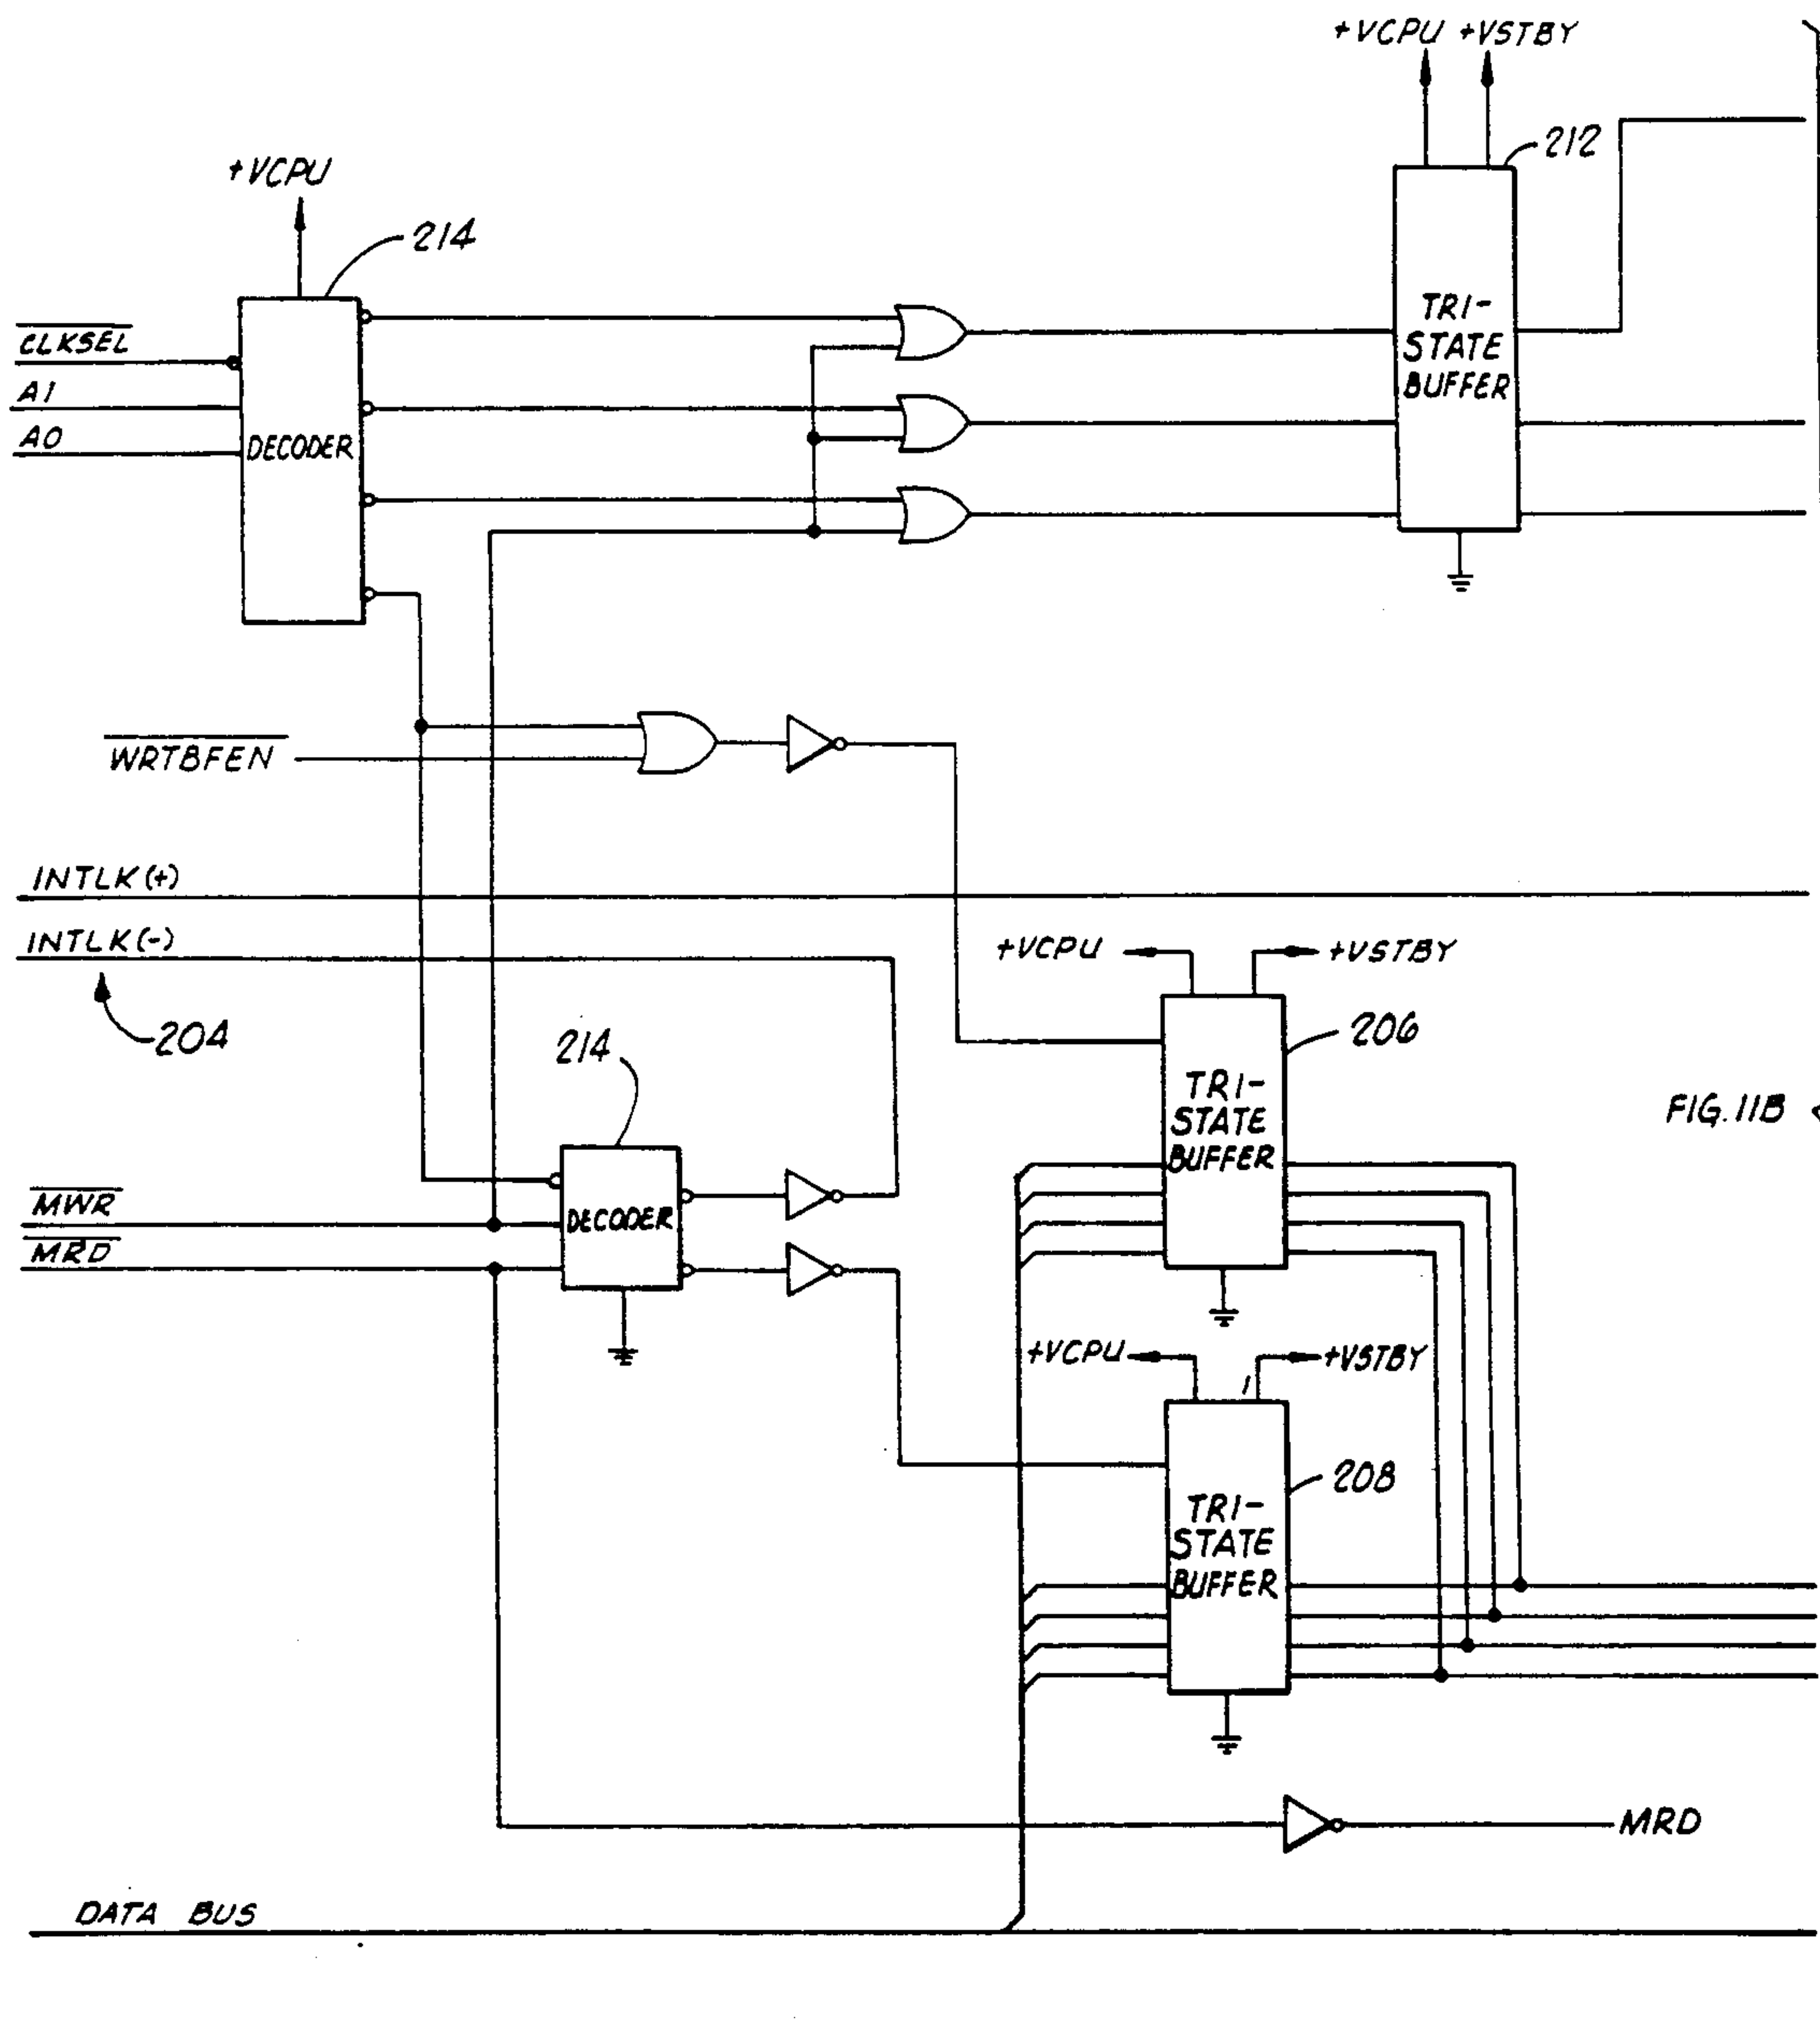 +VCPU +VSTBY
212
+VCPU
214
CLKSEL
A1
A0
DECODER
TRI-
STATE
BUFFER
WRTBFEN
INTLK(+)
INTLK(-)
204
+VCPU
+VSTBY
206
TRI-
STATE
BUFFER
FIG. 11B
214
MWR
MRD
DECODER
+VCPU
+VSTBY
208
TRI-
STATE
BUFFER
MRD
DATA BUS